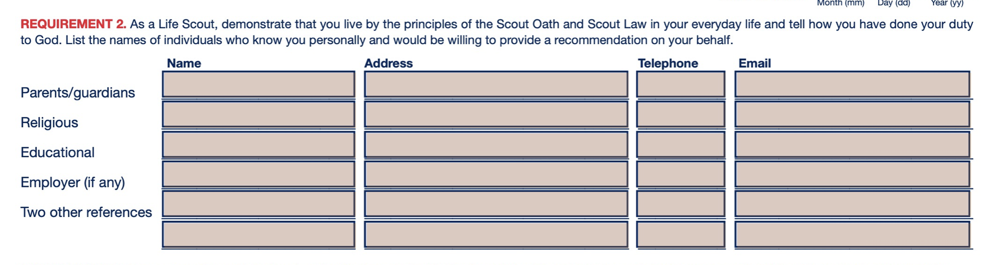 Month (mm) Day (dd) Year (yy)
REQUIREMENT 2. As a Life Scout, demonstrate that you live by the principles of the Scout Oath and Scout Law in your everyday life and tell how you have done your duty
to God. List the names of individuals who know you personally and would be willing to provide a recommendation on your behalf.
Name Address Telephone Email
Parents/guardians
Religious
Educational
Employer (if any)
Two other references